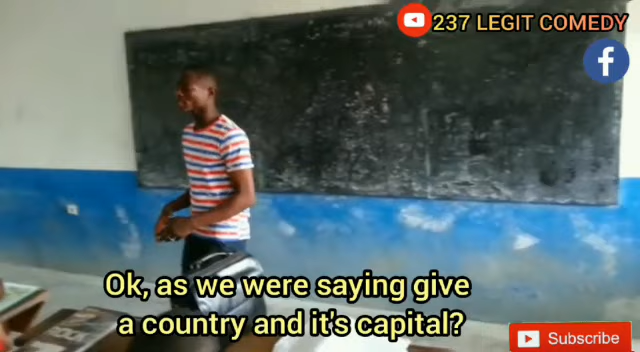 237 LEGIT COMEDY
f
Ok, as we were saying give
a country and it's capital?
Subscribe